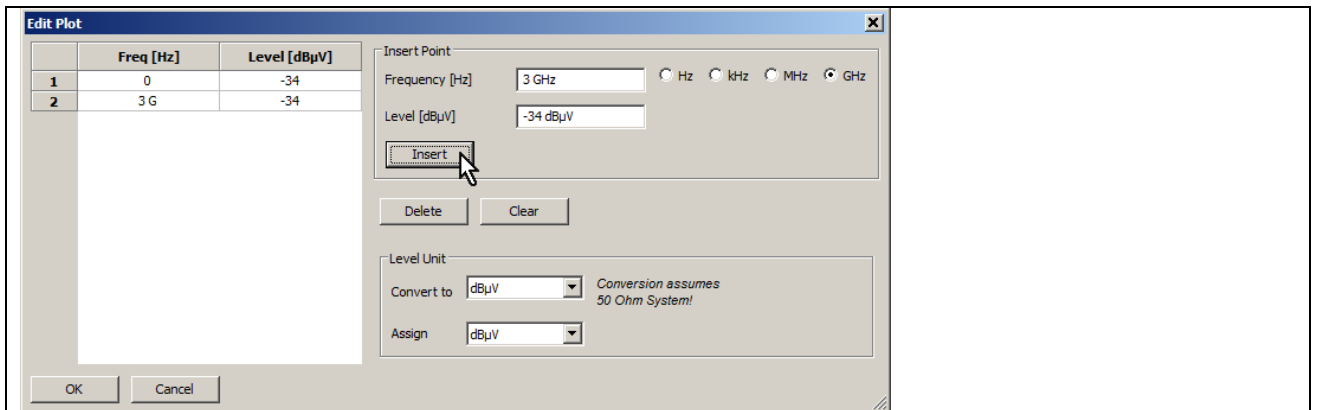 Edit Plot
Freq [Hz] Level [dBµV]
1 0 -34
2 3 G -34
Insert Point
Frequency [Hz] 3 GHz Hz kHz MHz GHz
Level [dBµV] -34 dBµV
Insert
Delete Clear
Level Unit
Convert to dBµV Conversion assumes
50 Ohm System!
Assign dBµV
OK Cancel